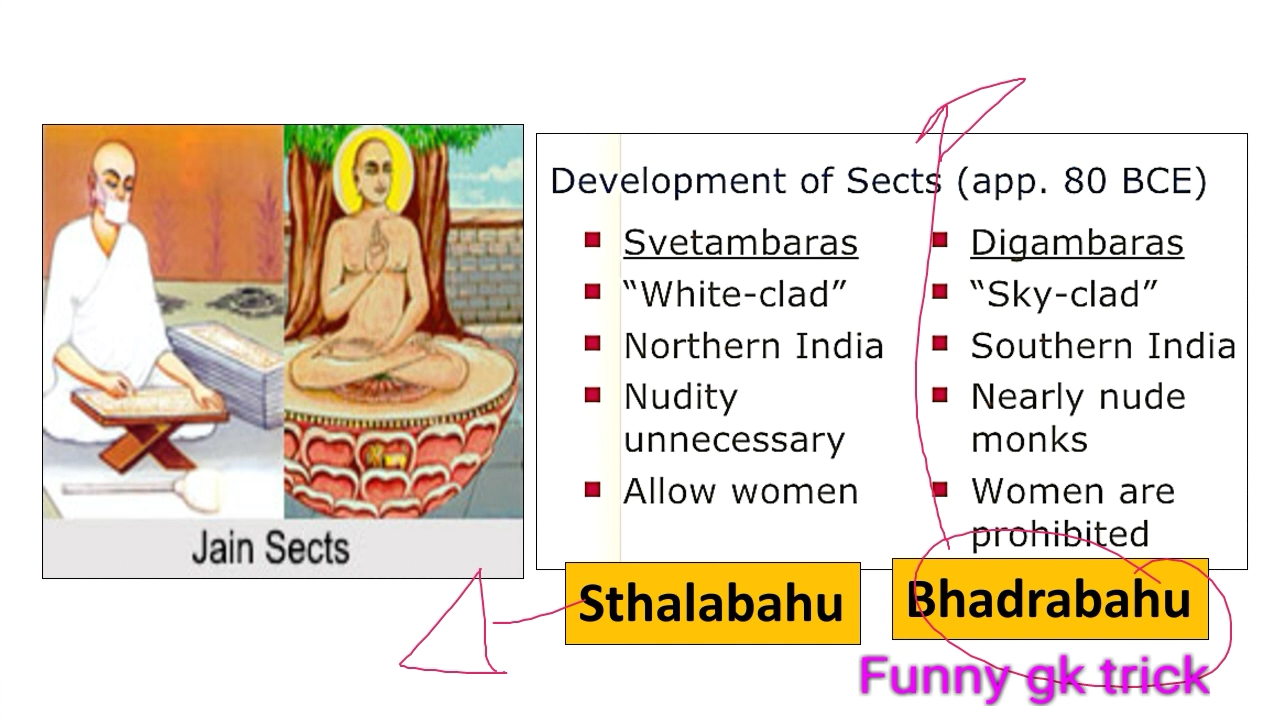 Jain Sects
Development of Sects (app. 80 BCE)
Svetambaras
“White-clad”
Northern India
Nudity
unnecessary
Allow women
Digambaras
“Sky-clad”
Southern India
Nearly nude
monks
Women are
prohibited
Sthalabahu
Bhadrabahu
Funny gk trick